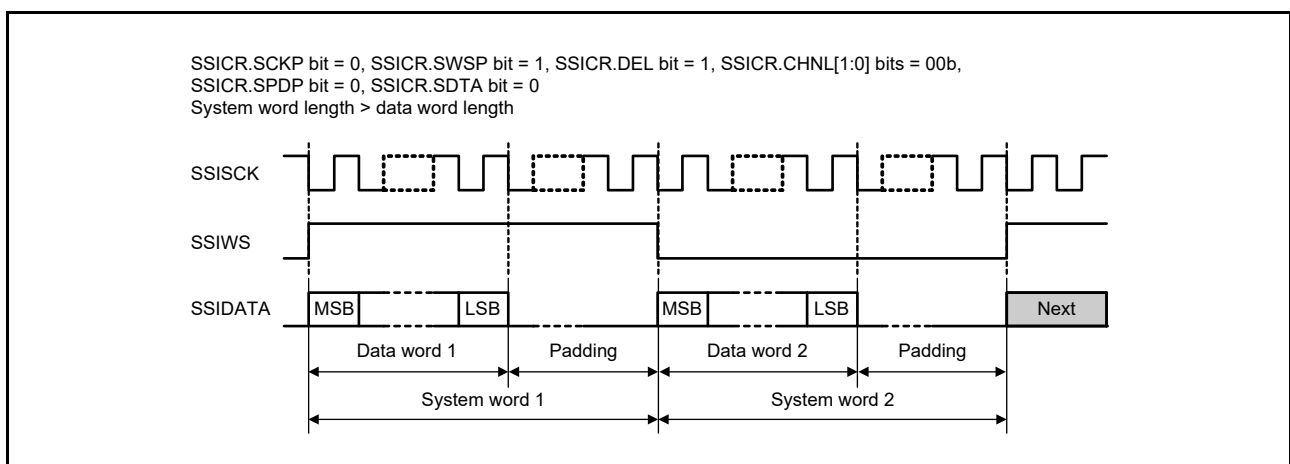 SSICR.SCKP bit = 0, SSICR.SWSP bit = 1, SSICR.DEL bit = 1, SSICR.CHNL[1:0] bits = 00b,
SSICR.SPDP bit = 0, SSICR.SDTA bit = 0
System word length > data word length
SSISCK
SSIWS
SSIDATA MSB LSB MSB LSB Next
Data word 1 Padding Data word 2 Padding
System word 1 System word 2